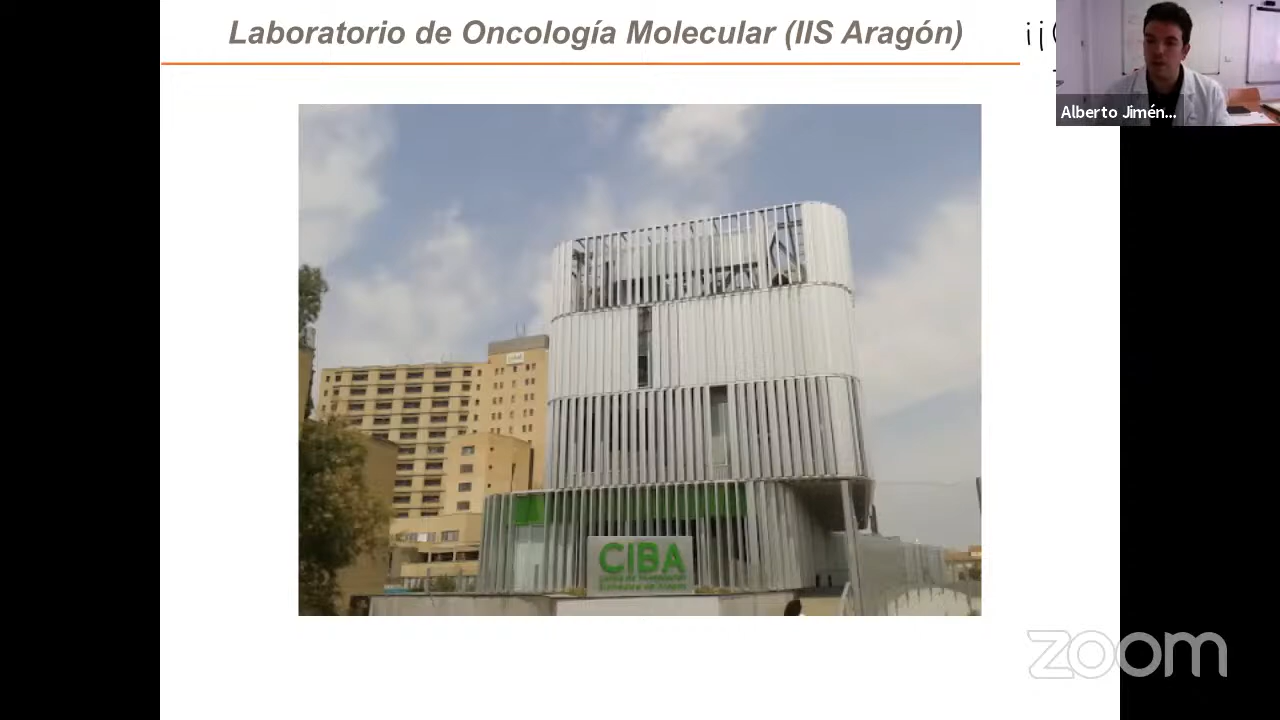 Laboratorio de Oncología Molecular (IIS Aragón)
Alberto Jimén...
CIBA
zoom